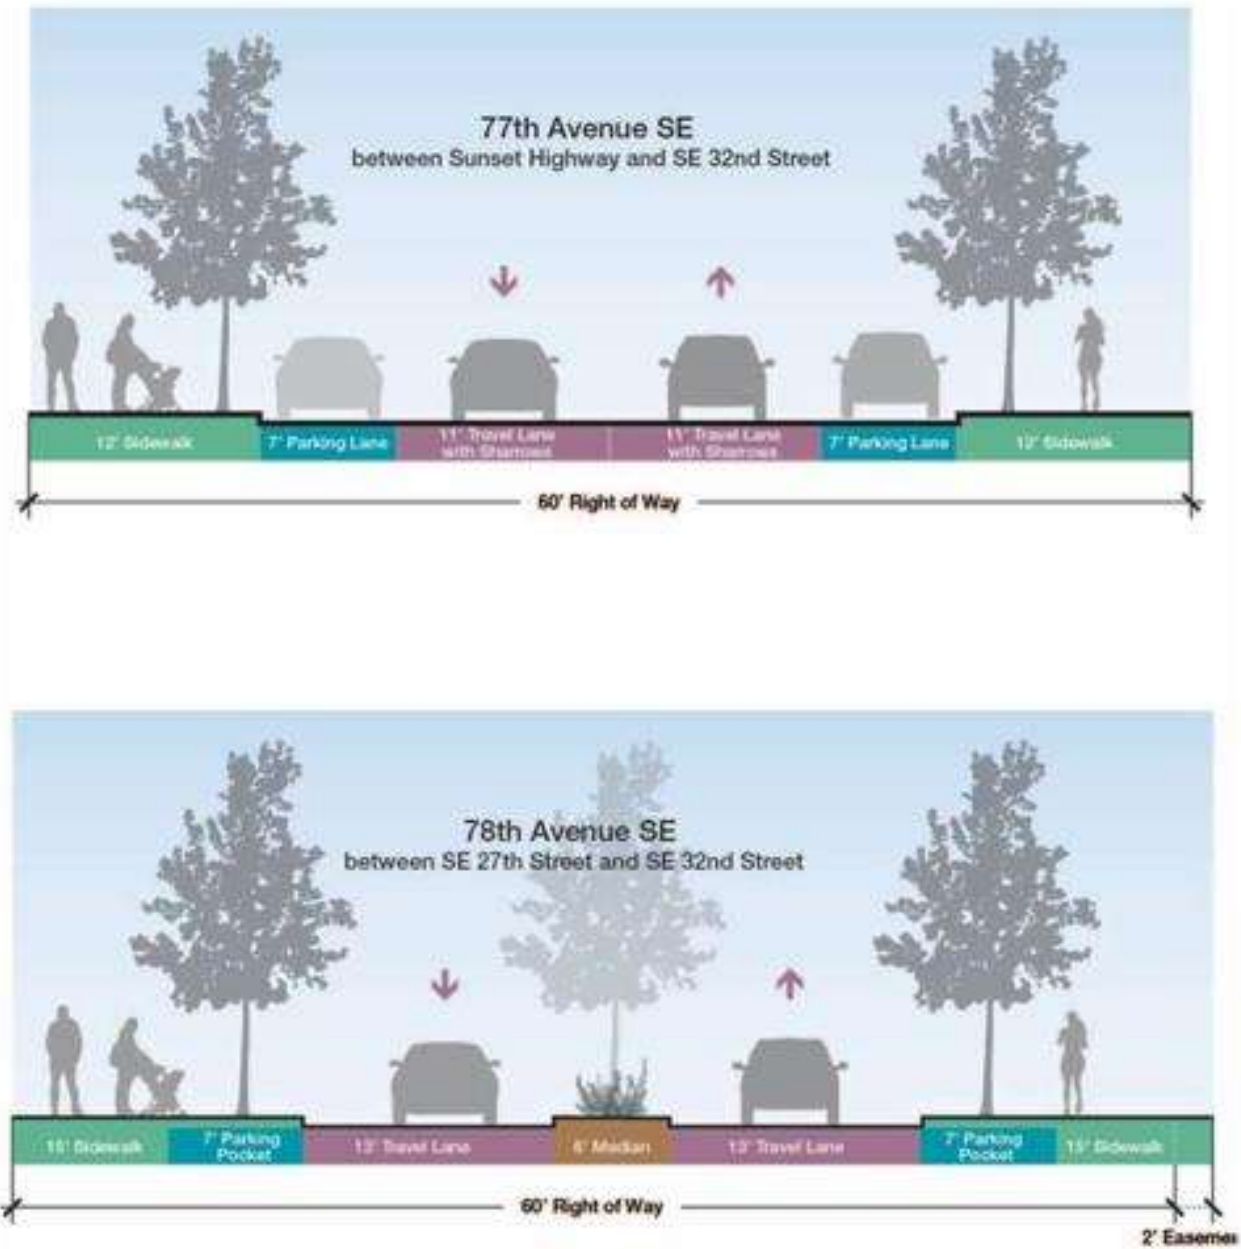 77th Avenue SE
between Sunset Highway and SE 32nd Street
12' Sidewalk
7' Parking Lane
11' Travel Lane
with Sharrows
11' Travel Lane
with Sharrows
7' Parking Lane
12' Sidewalk
60' Right of Way
78th Avenue SE
between SE 27th Street and SE 32nd Street
15' Sidewalk
7' Parking
Pocket
13' Travel Lane
6' Median
13' Travel Lane
7' Parking
Pocket
15' Sidewalk
60' Right of Way
2' Easemen